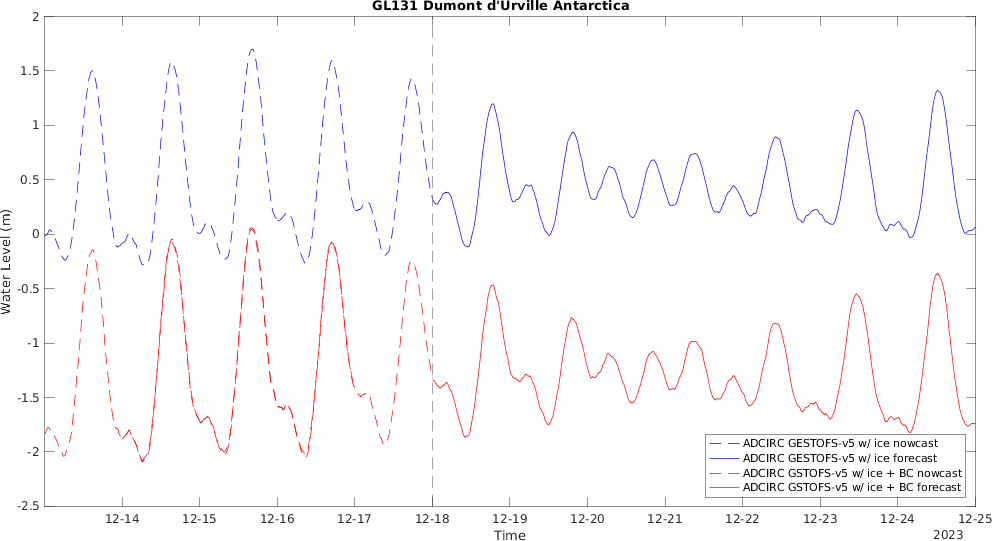 GL131 Dumont d'Urville Antarctica
2
1.5
1
0.5
0
-0.5
-1
-1.5
-2
-2.5
Water Level (m)
12-14 12-15 12-16 12-17 12-18 12-19 12-20 12-21 12-22 12-23 12-24 12-25
Time
2023
ADCIRC GESTOFS-v5 w/ ice nowcast
ADCIRC GESTOFS-v5 w/ ice forecast
ADCIRC GSTOFS-v5 w/ ice + BC nowcast
ADCIRC GSTOFS-v5 w/ ice + BC forecast